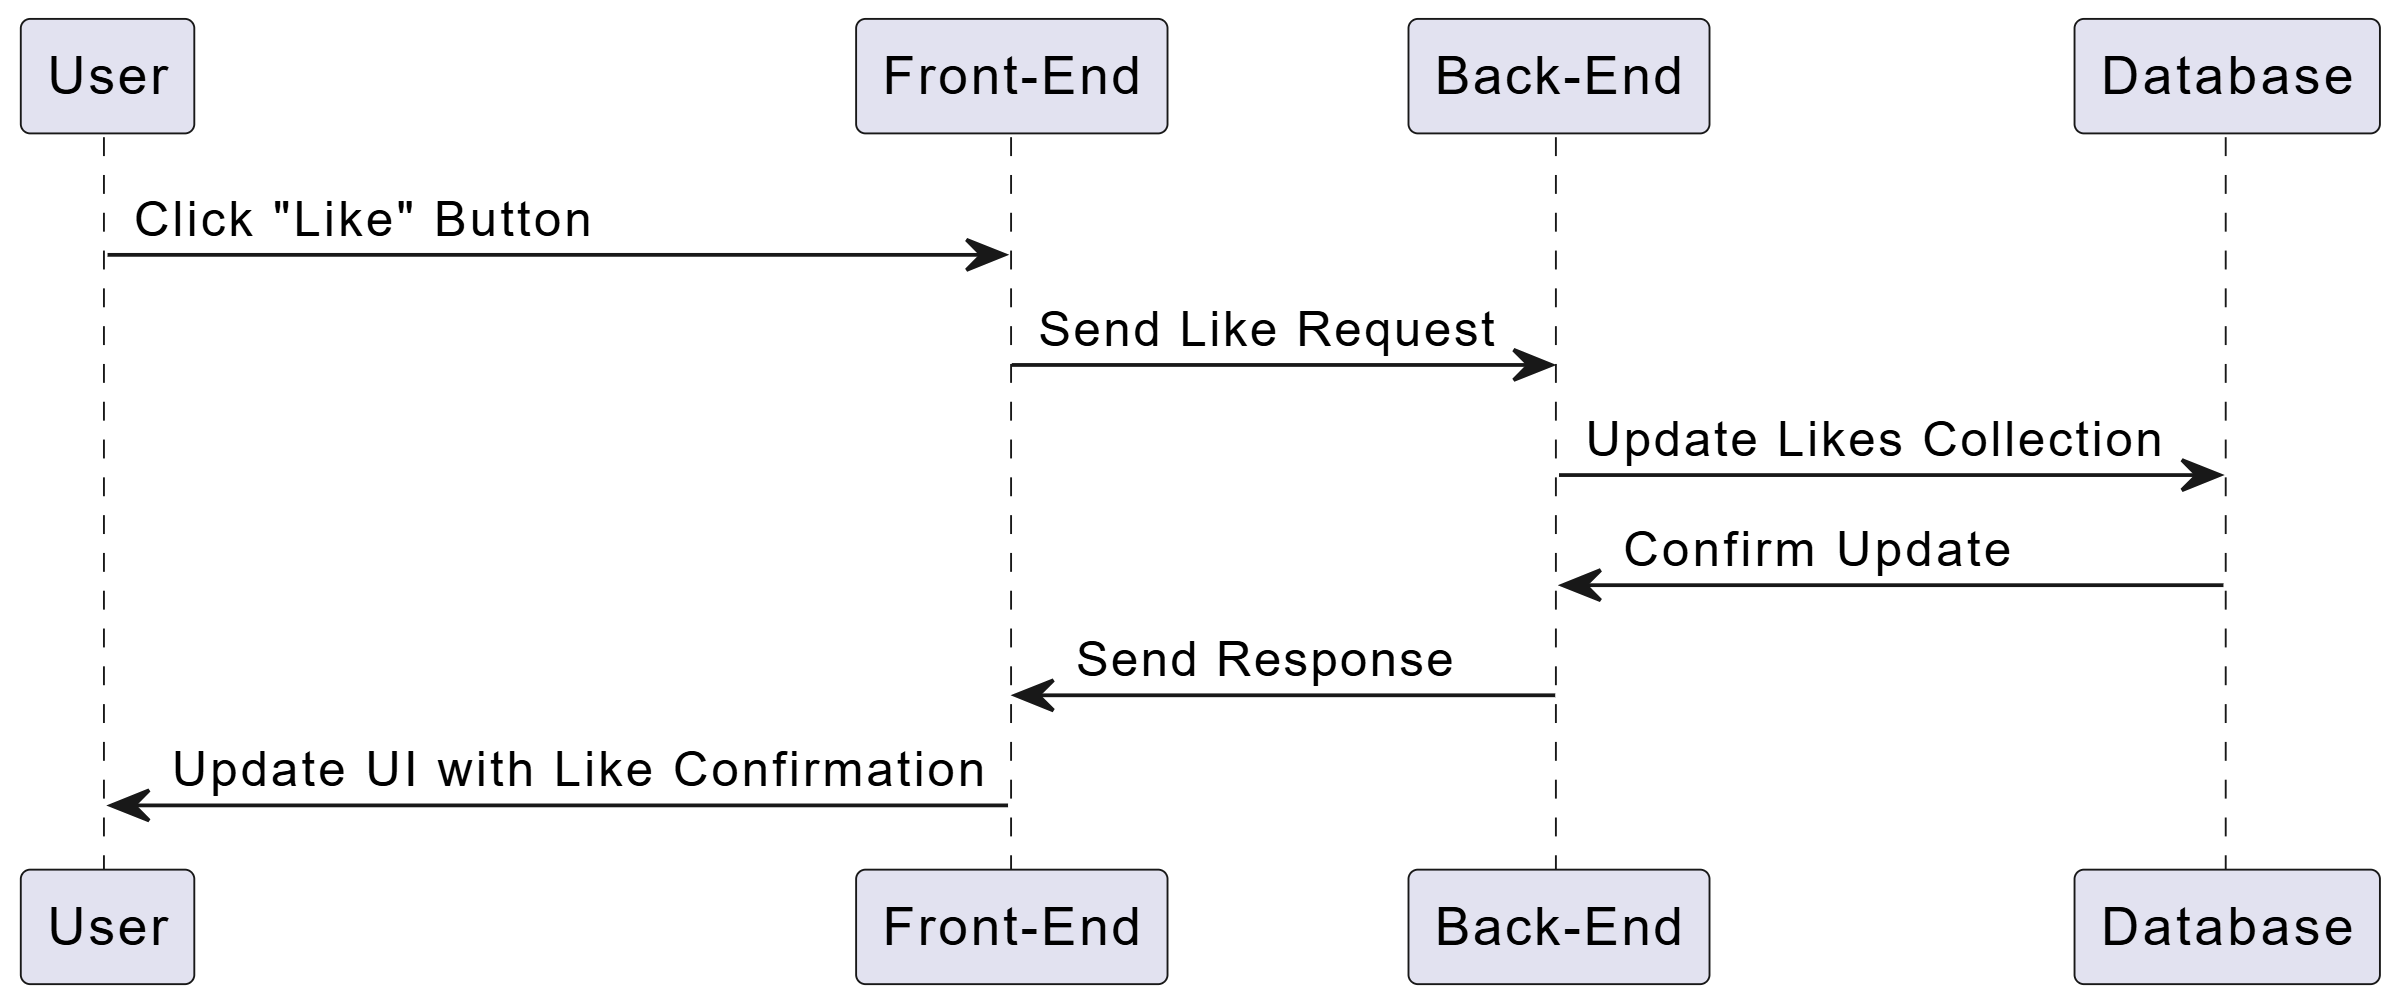 User
Front-End
Back-End
Database
Click "Like" Button
Send Like Request
Update Likes Collection
Confirm Update
Send Response
Update UI with Like Confirmation
User
Front-End
Back-End
Database